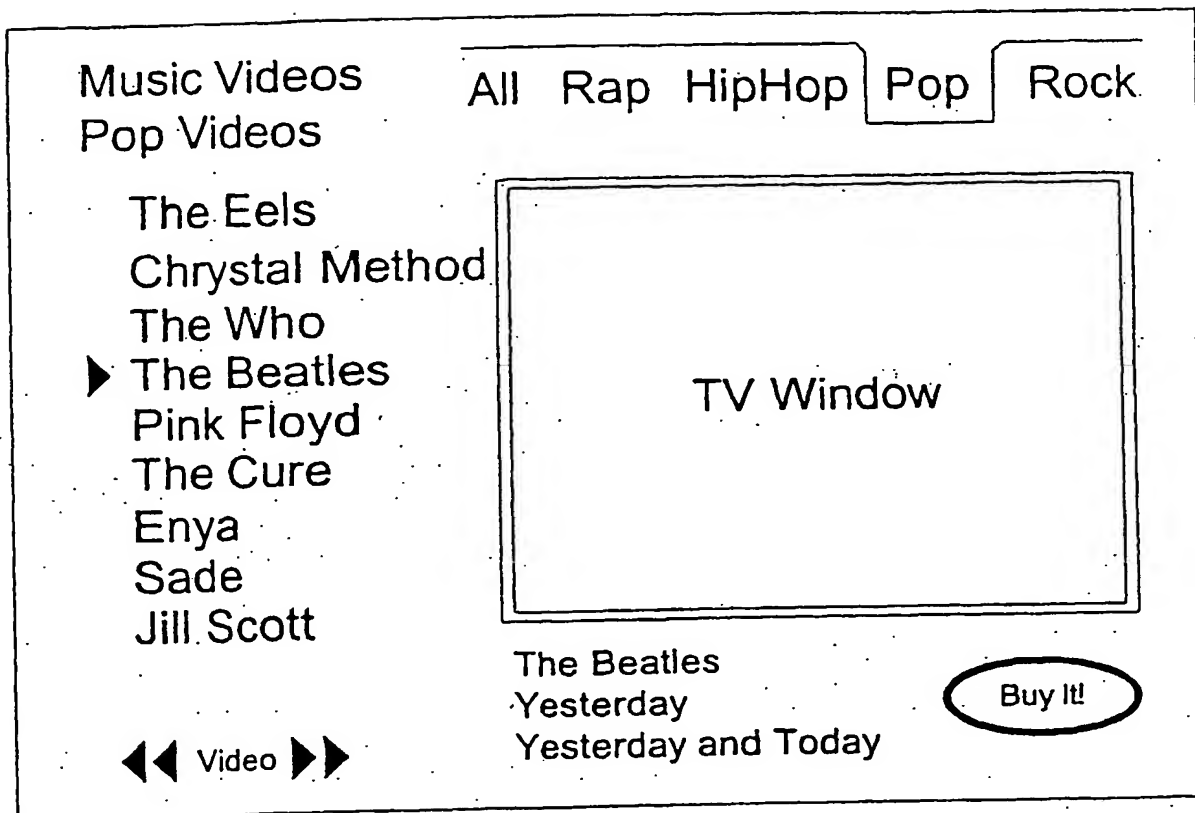 Music Videos
Pop Videos
All Rap HipHop Pop Rock
The Eels
Chrystal Method
The Who
The Beatles
Pink Floyd
The Cure
Enya
Sade
Jill Scott
Video
TV Window
The Beatles
Yesterday
Yesterday and Today
Buy It!